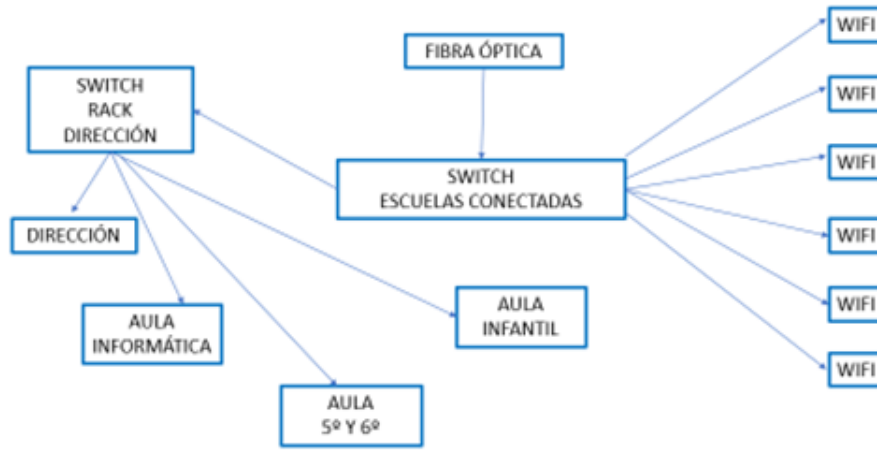 WIFI
FIBRA ÓPTICA
SWITCH
RACK
DIRECCIÓN
WIFI
WIFI
SWITCH
ESCUELAS CONECTADAS
DIRECCIÓN
WIFI
AULA
INFANTIL
WIFI
AULA
INFORMÁTICA
WIFI
AULA
5º Y 6º